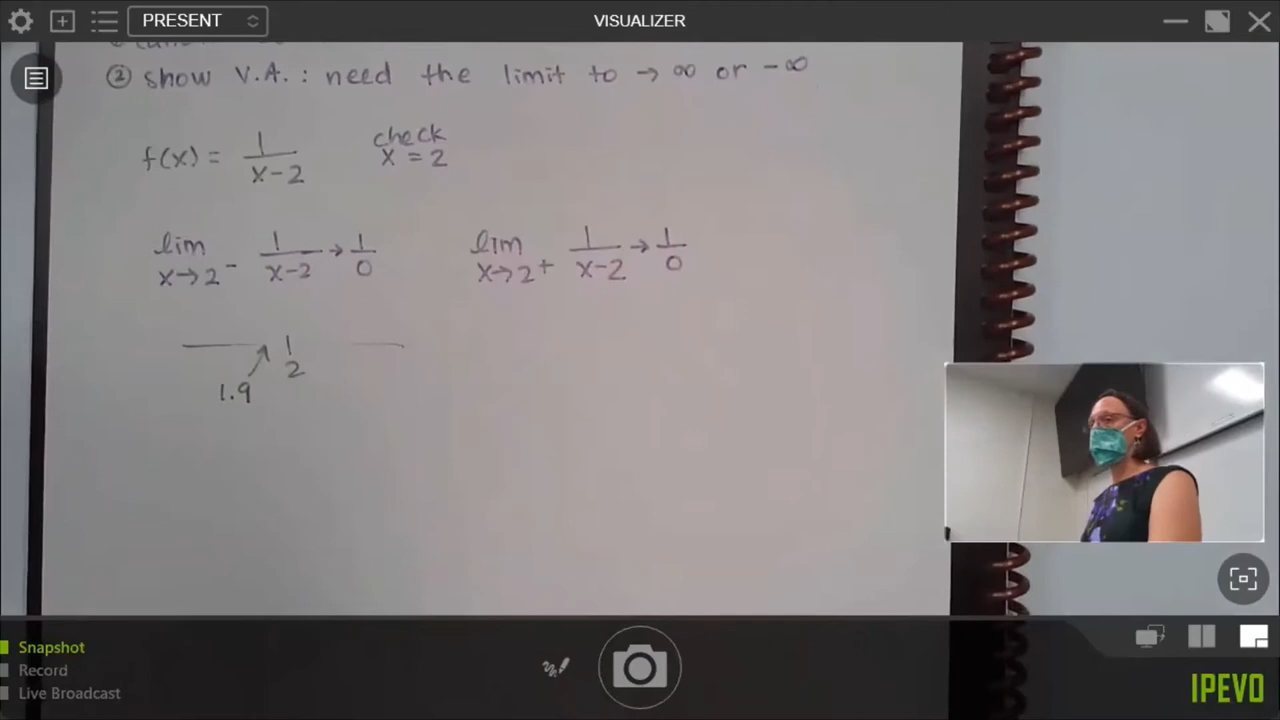 PRESENT
VISUALIZER
② show V.A.: need the limit to → ∞ or -∞
f(x) = 1/(x-2) check x = 2
lim x→2⁻ 1/(x-2) → 1/0 lim x→2⁺ 1/(x-2) → 1/0
2
1.9
Snapshot
Record
Live Broadcast
IPEVO